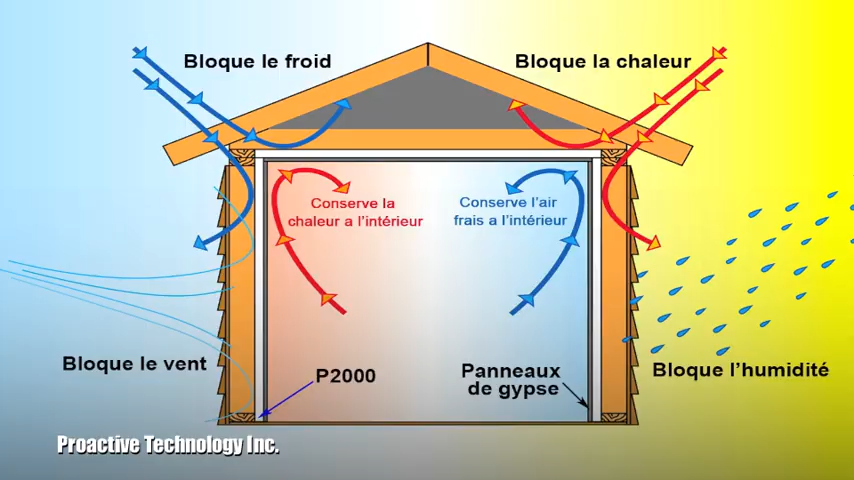 Bloque le froid
Bloque la chaleur
Conserve la
chaleur a l'intérieur
Conserve l'air
frais a l'intérieur
Bloque le vent
P2000
Panneaux
de gypse
Bloque l'humidité
Proactive Technology Inc.